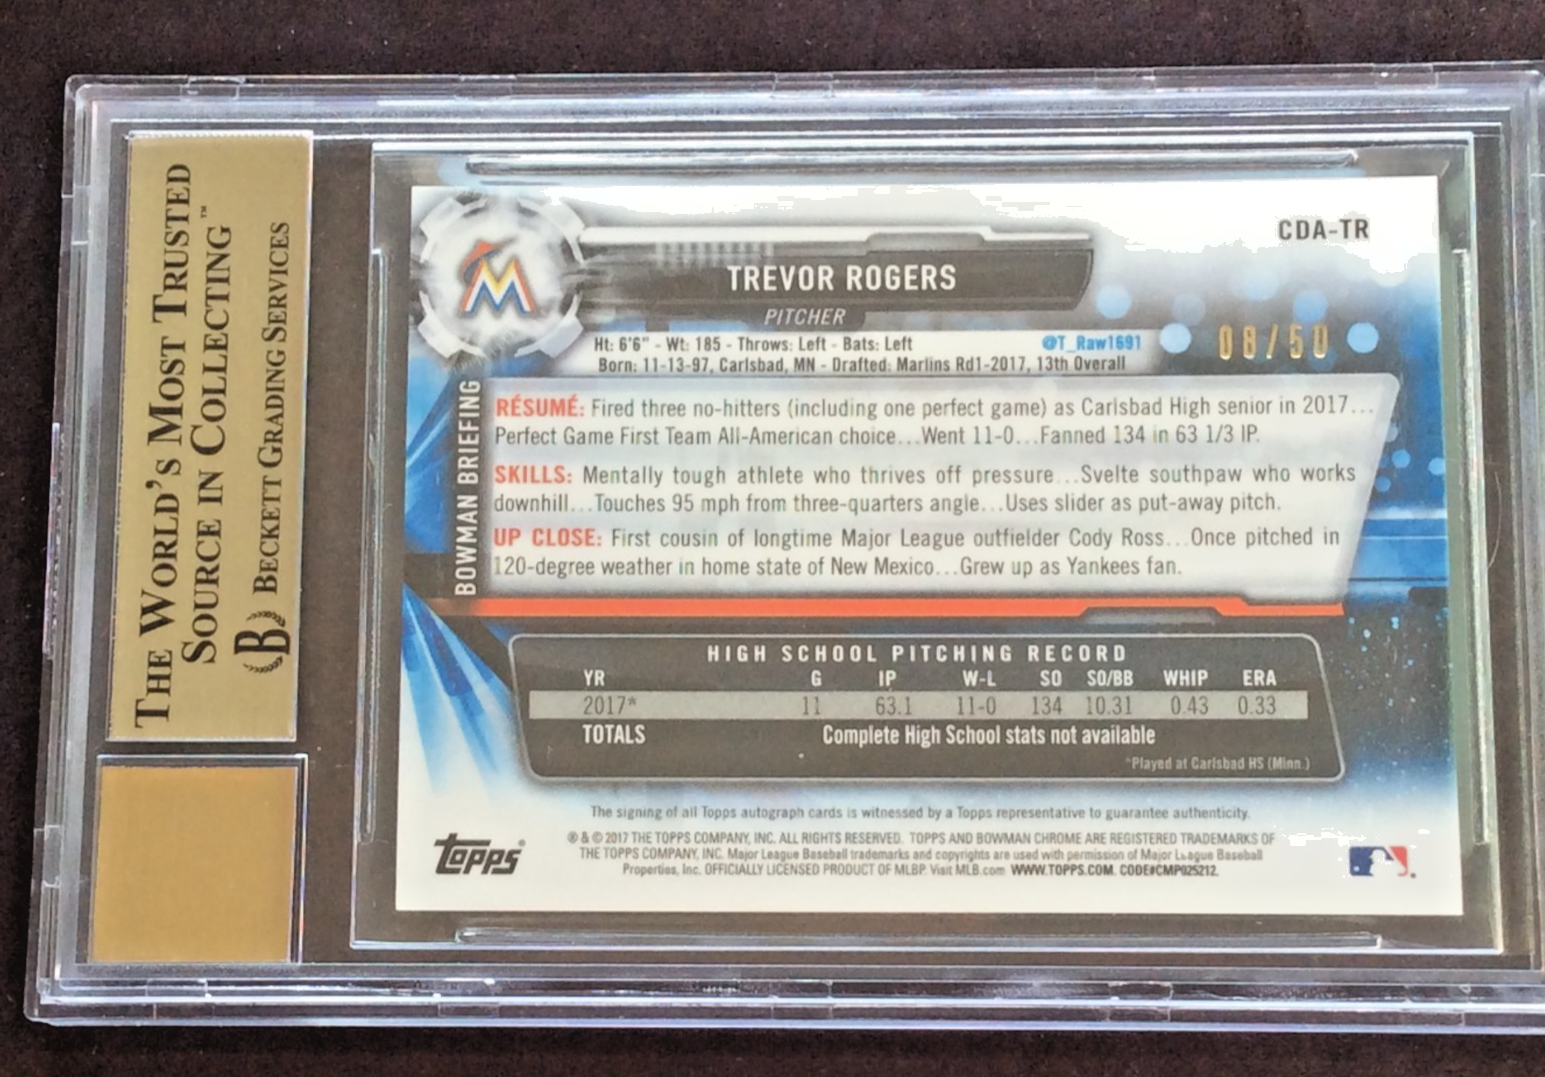 THE WORLD'S MOST TRUSTED
SOURCE IN COLLECTING™
B BECKETT GRADING SERVICES
CDA-TR
TREVOR ROGERS
PITCHER
08/50
Ht: 6'6" - Wt: 185 - Throws: Left - Bats: Left @T_Raw1691
Born: 11-13-97, Carlsbad, MN - Drafted: Marlins Rd1-2017, 13th Overall
BOWMAN BRIEFING
RÉSUMÉ: Fired three no-hitters (including one perfect game) as Carlsbad High senior in 2017...
Perfect Game First Team All-American choice...Went 11-0...Fanned 134 in 63 1/3 IP.
SKILLS: Mentally tough athlete who thrives off pressure...Svelte southpaw who works
downhill...Touches 95 mph from three-quarters angle...Uses slider as put-away pitch.
UP CLOSE: First cousin of longtime Major League outfielder Cody Ross...Once pitched in
120-degree weather in home state of New Mexico...Grew up as Yankees fan.
HIGH SCHOOL PITCHING RECORD
YR G IP W-L SO SO/BB WHIP ERA
2017* 11 63.1 11-0 134 10.31 0.43 0.33
TOTALS Complete High School stats not available
*Played at Carlsbad HS (Minn.)
The signing of all Topps autograph cards is witnessed by a Topps representative to guarantee authenticity.
® & © 2017 THE TOPPS COMPANY, INC. ALL RIGHTS RESERVED. TOPPS AND BOWMAN CHROME ARE REGISTERED TRADEMARKS OF
THE TOPPS COMPANY, INC. Major League Baseball trademarks and copyrights are used with permission of Major League Baseball
Properties, Inc. OFFICIALLY LICENSED PRODUCT OF MLBP. Visit MLB.com WWW.TOPPS.COM. CODE#CMP025212.
topps®